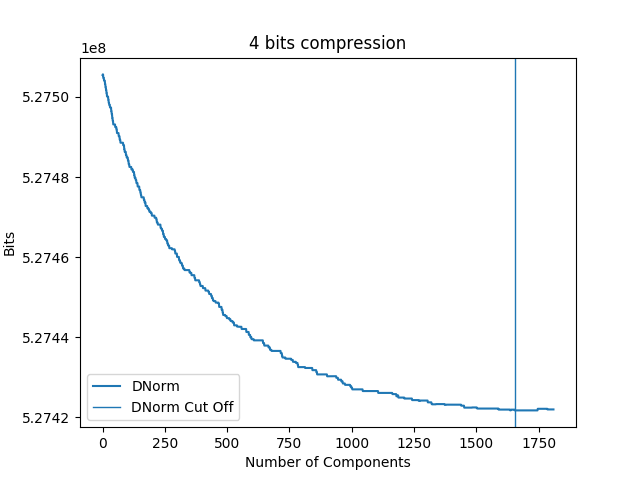 4 bits compression
1e8
5.2750
5.2748
5.2746
5.2744
5.2742
Bits
DNorm
DNorm Cut Off
0 250 500 750 1000 1250 1500 1750
Number of Components